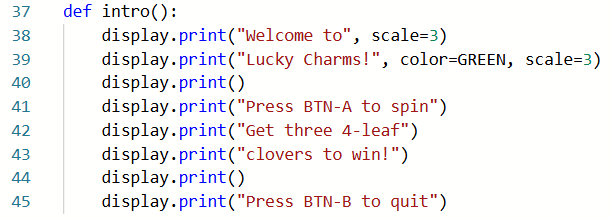 37 def intro():
38     display.print("Welcome to", scale=3)
39     display.print("Lucky Charms!", color=GREEN, scale=3)
40     display.print()
41     display.print("Press BTN-A to spin")
42     display.print("Get three 4-leaf")
43     display.print("clovers to win!")
44     display.print()
45     display.print("Press BTN-B to quit")